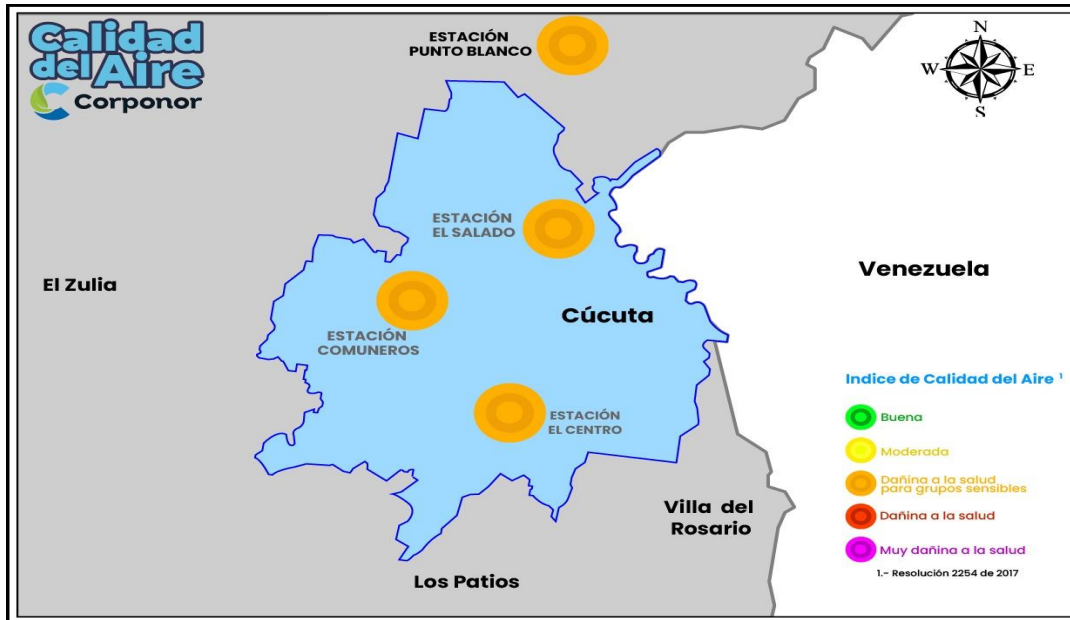 Calidad
del Aire
Corponor
ESTACIÓN
PUNTO BLANCO
N
W
E
S
ESTACIÓN
EL SALADO
El Zulia
Venezuela
Cúcuta
ESTACIÓN
COMUNEROS
Indice de Calidad del Aire ¹
Buena
Moderada
Dañina a la salud
para grupos sensibles
Dañina a la salud
Muy dañina a la salud
1.- Resolución 2254 de 2017
ESTACIÓN
EL CENTRO
Villa del
Rosario
Los Patios